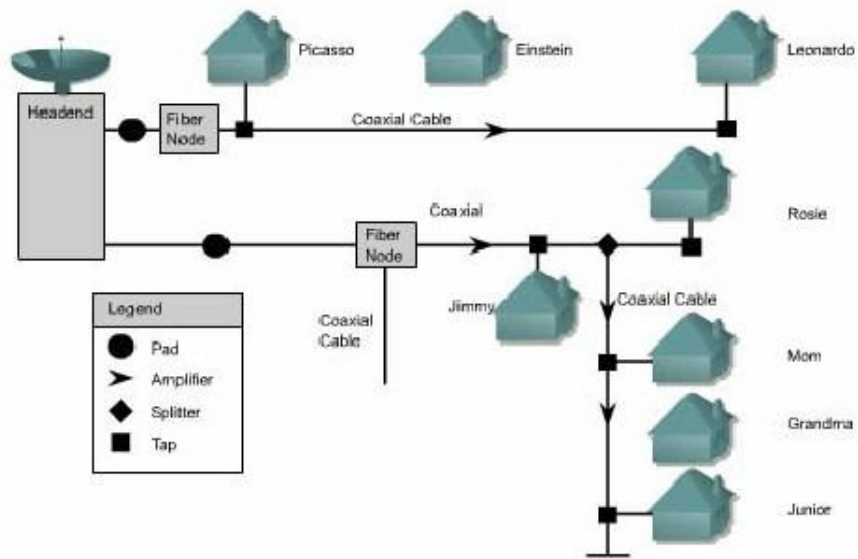 Picasso
Einstein
Leonardo
Headend
Fiber
Node
Coaxial Cable
Rosie
Coaxial
Fiber
Node
Jimmy
Coaxial Cable
Coaxial
Cable
Legend
Pad
Amplifier
Splitter
Tap
Mom
Grandma
Junior